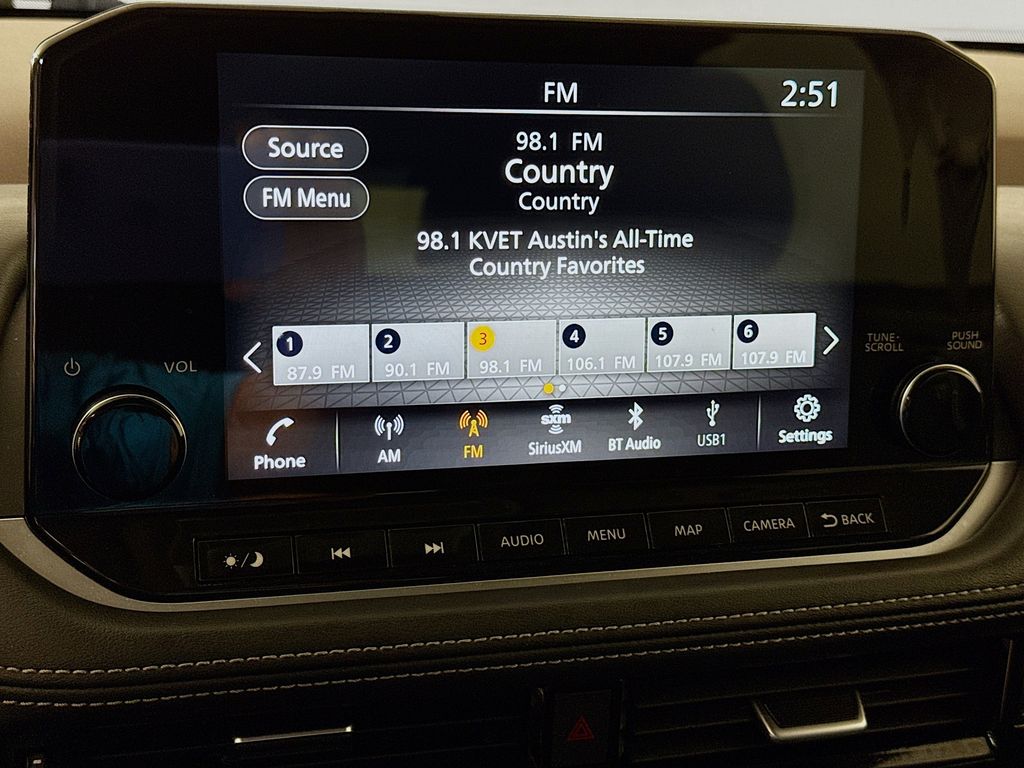 FM
2:51
Source
FM Menu
98.1 FM
Country
Country
98.1 KVET Austin's All-Time
Country Favorites
1
87.9 FM
2
90.1 FM
3
98.1 FM
4
106.1 FM
5
107.9 FM
6
107.9 FM
VOL
TUNE·
SCROLL
PUSH
SOUND
Phone
AM
FM
sxm
SiriusXM
BT Audio
USB1
Settings
AUDIO
MENU
MAP
CAMERA
BACK